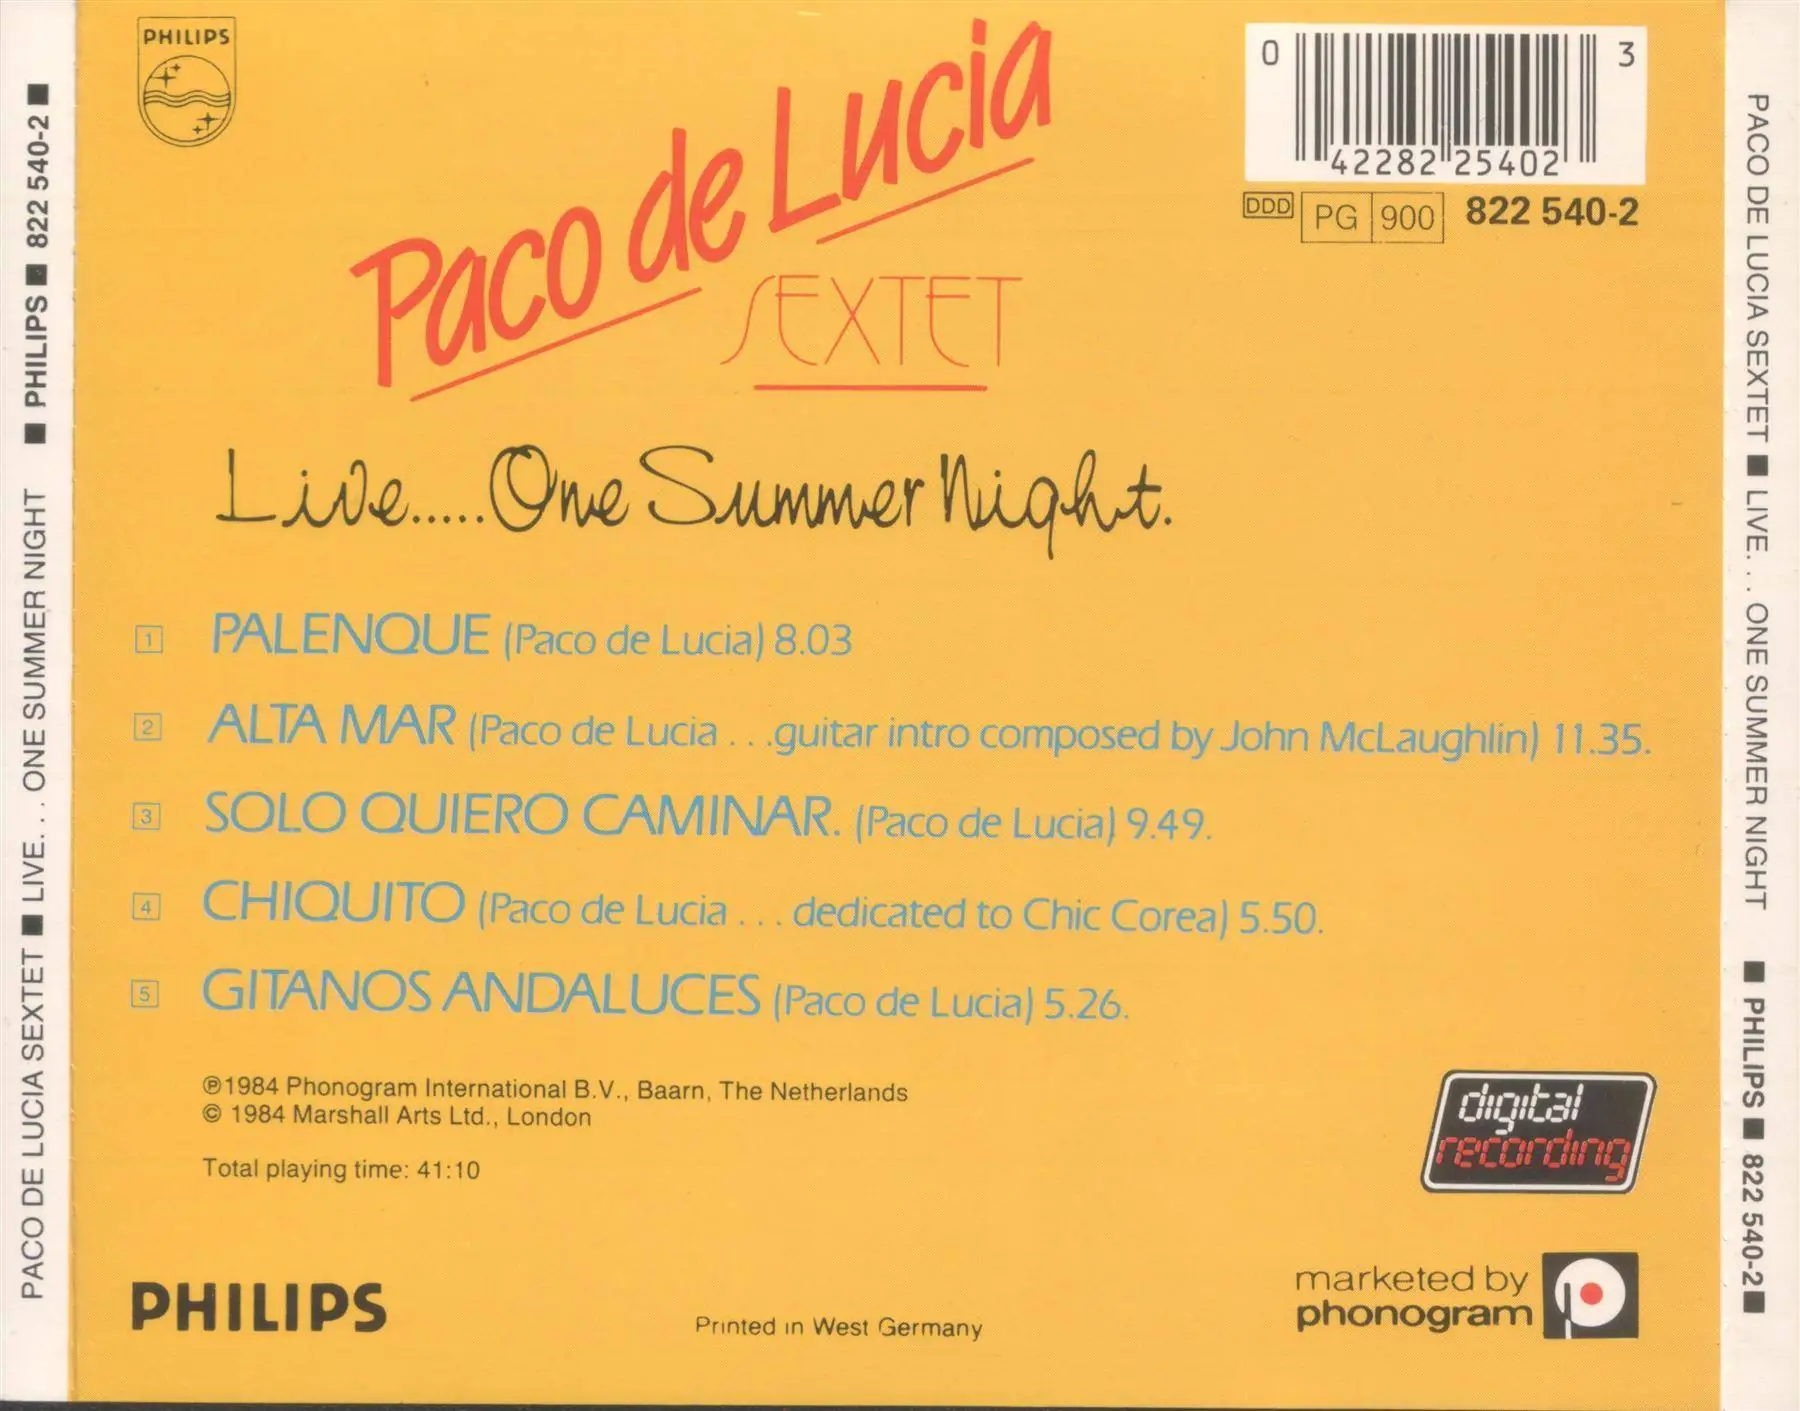 PHILIPS
Paco de Lucia
SEXTET
0 42282 25402 3
DDD PG 900 822 540-2
Live.....One Summer Night.
1 PALENQUE (Paco de Lucia) 8.03
2 ALTA MAR (Paco de Lucia . . .guitar intro composed by John McLaughlin) 11.35.
3 SOLO QUIERO CAMINAR. (Paco de Lucia) 9.49.
4 CHIQUITO (Paco de Lucia . . . dedicated to Chic Corea) 5.50.
5 GITANOS ANDALUCES (Paco de Lucia) 5.26.
℗1984 Phonogram International B.V., Baarn, The Netherlands
© 1984 Marshall Arts Ltd., London
Total playing time: 41:10
digital
recording
PHILIPS
Printed in West Germany
marketed by
phonogram
PACO DE LUCIA SEXTET ■ LIVE. . . ONE SUMMER NIGHT ■ PHILIPS ■ 822 540-2 ■
PACO DE LUCIA SEXTET ■ LIVE. . . ONE SUMMER NIGHT ■ PHILIPS ■ 822 540-2 ■